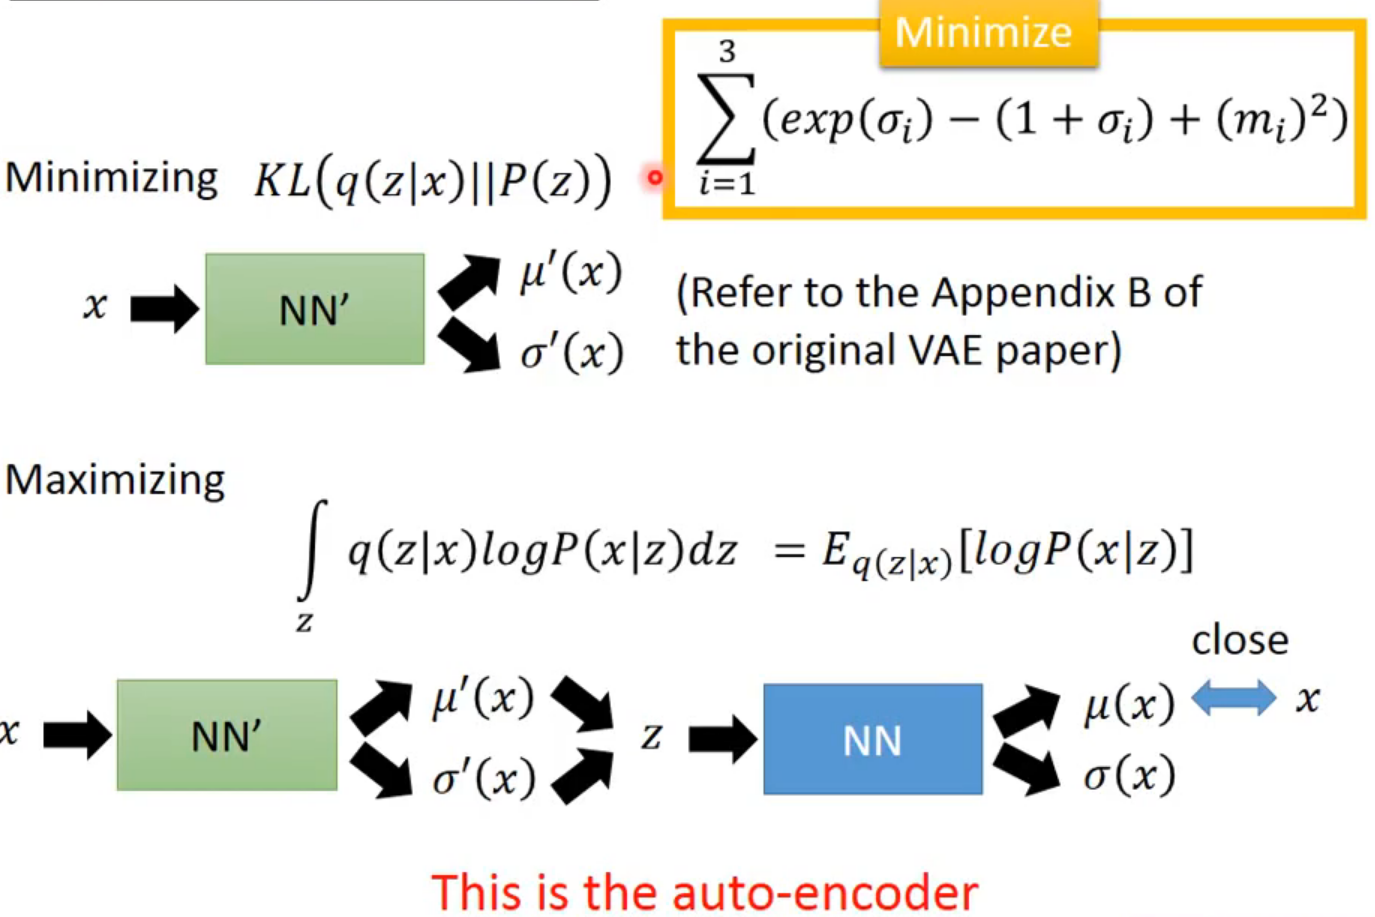 Minimize
Minimizing KL(q(z|x)||P(z))
3
∑(exp(σᵢ) − (1 + σᵢ) + (mᵢ)²)
i=1
x
NN’
μ′(x)
σ′(x)
(Refer to the Appendix B of
the original VAE paper)
Maximizing
∫ q(z|x)logP(x|z)dz = E_q(z|x)[logP(x|z)]
z
close
x
NN’
μ′(x)
σ′(x)
z
NN
μ(x)
σ(x)
x
This is the auto-encoder